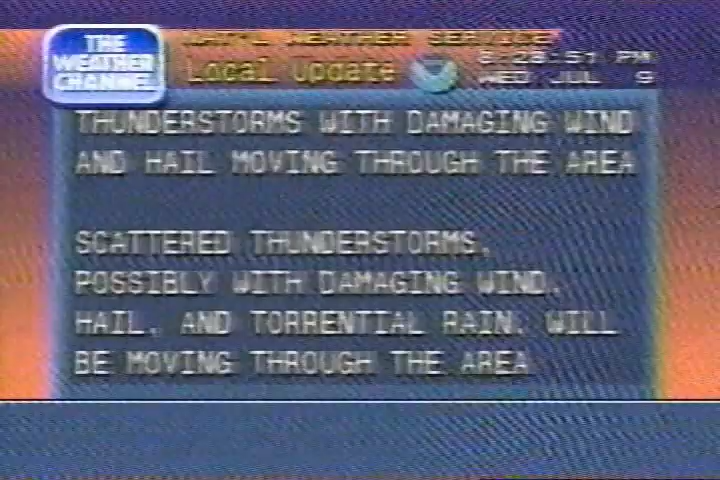 THE
WEATHER
CHANNEL
NAT'L WEATHER SERVICE
Local Update
8:28:51 PM
WED JUL 9
THUNDERSTORMS WITH DAMAGING WIND
AND HAIL MOVING THROUGH THE AREA
SCATTERED THUNDERSTORMS,
POSSIBLY WITH DAMAGING WIND,
HAIL, AND TORRENTIAL RAIN, WILL
BE MOVING THROUGH THE AREA